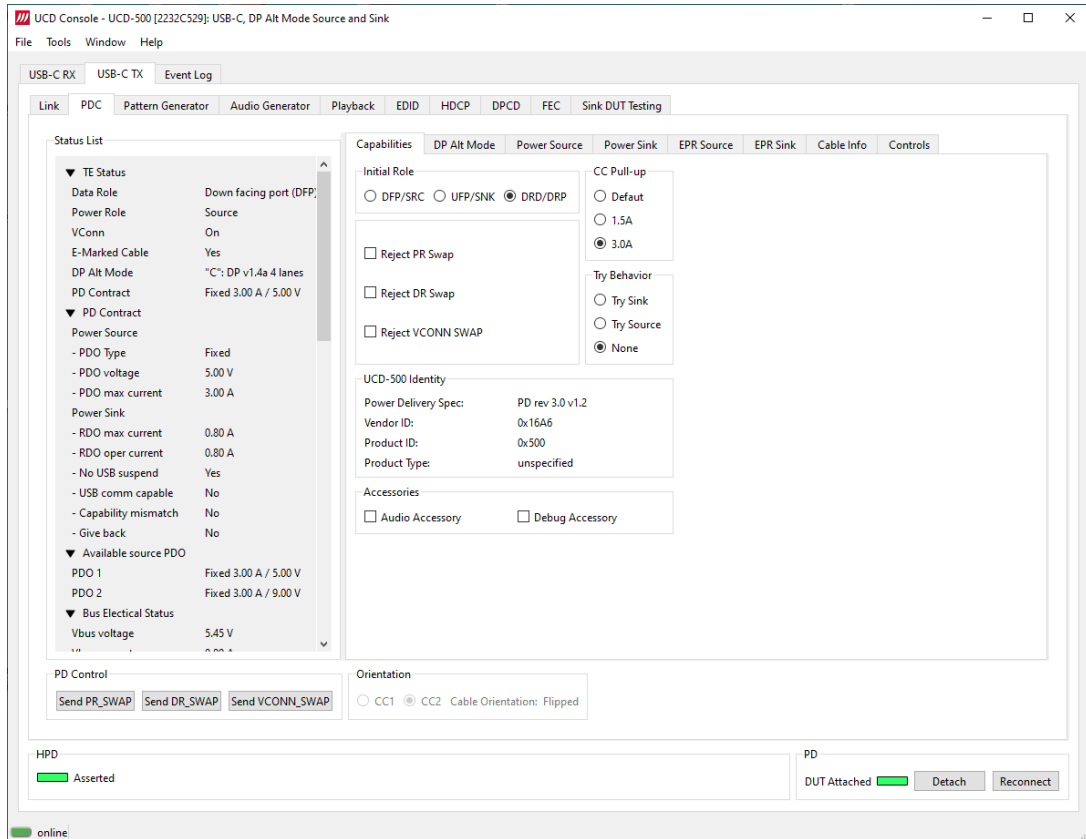 UCD Console - UCD-500 [2232C529]: USB-C, DP Alt Mode Source and Sink
File Tools Window Help
USB-C RX USB-C TX Event Log
Link PDC Pattern Generator Audio Generator Playback EDID HDCP DPCD FEC Sink DUT Testing
Status List
TE Status
Data Role Down facing port (DFP)
Power Role Source
VConn On
E-Marked Cable Yes
DP Alt Mode "C": DP v1.4a 4 lanes
PD Contract Fixed 3.00 A / 5.00 V
PD Contract
Power Source
- PDO Type Fixed
- PDO voltage 5.00 V
- PDO max current 3.00 A
Power Sink
- RDO max current 0.80 A
- RDO oper current 0.80 A
- No USB suspend Yes
- USB comm capable No
- Capability mismatch No
- Give back No
Available source PDO
PDO 1 Fixed 3.00 A / 5.00 V
PDO 2 Fixed 3.00 A / 9.00 V
Bus Electical Status
Vbus voltage 5.45 V
Capabilities DP Alt Mode Power Source Power Sink EPR Source EPR Sink Cable Info Controls
Initial Role
DFP/SRC UFP/SNK DRD/DRP
Reject PR Swap
Reject DR Swap
Reject VCONN SWAP
CC Pull-up
Defaut
1.5A
3.0A
Try Behavior
Try Sink
Try Source
None
UCD-500 Identity
Power Delivery Spec: PD rev 3.0 v1.2
Vendor ID: 0x16A6
Product ID: 0x500
Product Type: unspecified
Accessories
Audio Accessory Debug Accessory
PD Control
Send PR_SWAP Send DR_SWAP Send VCONN_SWAP
Orientation
CC1 CC2 Cable Orientation: Flipped
HPD
Asserted
PD
DUT Attached Detach Reconnect
online